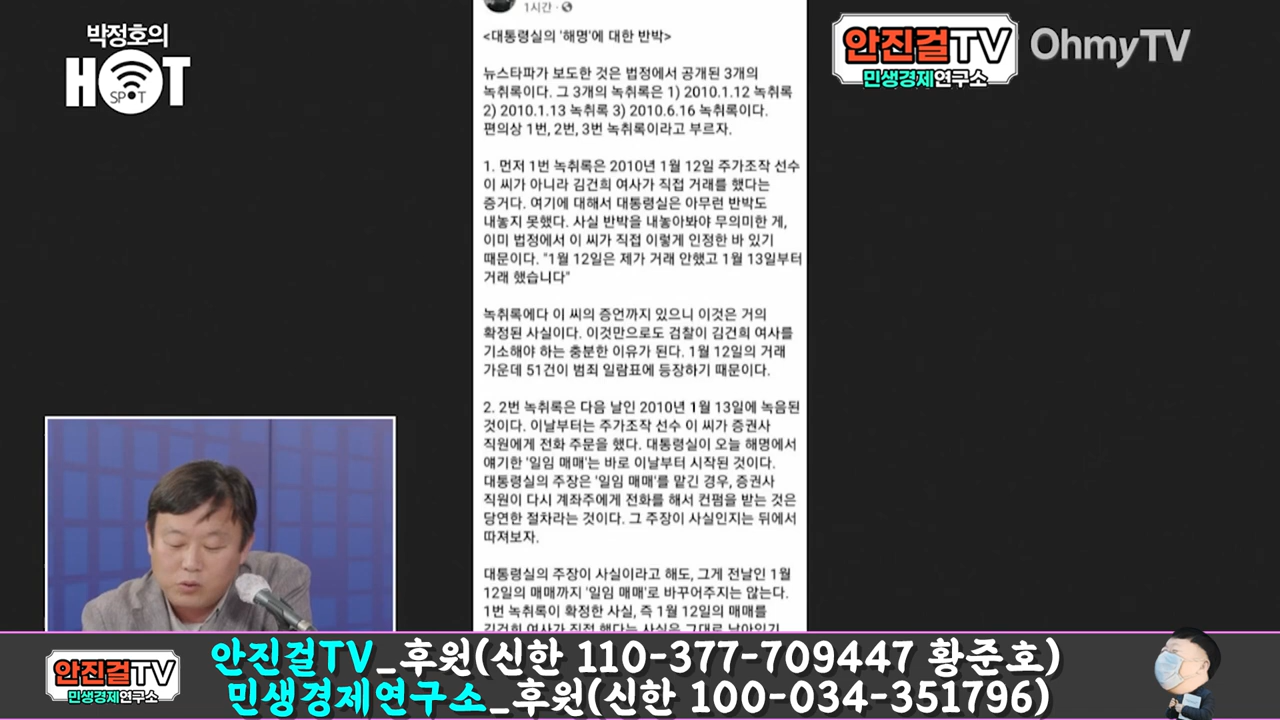 박정호의
HOT
SPOT
안진걸TV
민생경제연구소
OhmyTV
1시간 ·
<대통령실의 '해명'에 대한 반박>
뉴스타파가 보도한 것은 법정에서 공개된 3개의
녹취록이다. 그 3개의 녹취록은 1) 2010.1.12 녹취록
2) 2010.1.13 녹취록 3) 2010.6.16 녹취록이다.
편의상 1번, 2번, 3번 녹취록이라고 부르자.
1. 먼저 1번 녹취록은 2010년 1월 12일 주가조작 선수
이 씨가 아니라 김건희 여사가 직접 거래를 했다는
증거다. 여기에 대해서 대통령실은 아무런 반박도
내놓지 못했다. 사실 반박을 내놓아봐야 무의미한 게,
이미 법정에서 이 씨가 직접 이렇게 인정한 바 있기
때문이다. "1월 12일은 제가 거래 안했고 1월 13일부터
거래 했습니다"
녹취록에다 이 씨의 증언까지 있으니 이것은 거의
확정된 사실이다. 이것만으로도 검찰이 김건희 여사를
기소해야 하는 충분한 이유가 된다. 1월 12일의 거래
가운데 51건이 범죄 일람표에 등장하기 때문이다.
2. 2번 녹취록은 다음 날인 2010년 1월 13일에 녹음된
것이다. 이날부터는 주가조작 선수 이 씨가 증권사
직원에게 전화 주문을 했다. 대통령실이 오늘 해명에서
얘기한 '일임 매매'는 바로 이날부터 시작된 것이다.
대통령실의 주장은 '일임 매매'를 맡긴 경우, 증권사
직원이 다시 계좌주에게 전화를 해서 컨펌을 받는 것은
당연한 절차라는 것이다. 그 주장이 사실인지는 뒤에서
따져보자.
대통령실의 주장이 사실이라고 해도, 그게 전날인 1월
12일의 매매까지 '일임 매매'로 바꾸어주지는 않는다.
1번 녹취록이 확정한 사실, 즉 1월 12일의 매매를
김건희 여사가 직접 했다는 사실은 그대로 남아있기
안진걸TV
민생경제연구소
안진걸TV_후원(신한 110-377-709447 황준호)
민생경제연구소_후원(신한 100-034-351796)